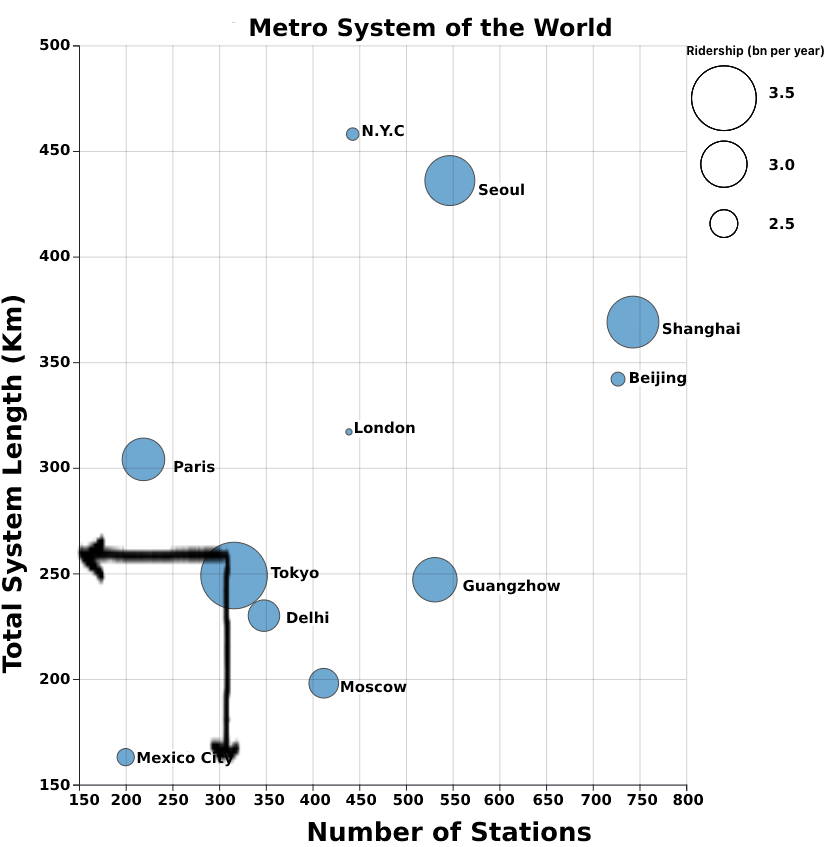 Metro System of the World
500
Ridership (bn per year)
3.5
N.Y.C
450
3.0
Seoul
2.5
400
Shanghai
350
Beijing
London
300
Paris
Total System Length (Km)
250
Tokyo
Guangzhow
Delhi
200
Moscow
Mexico City
150
150 200 250 300 350 400 450 500 550 600 650 700 750 800
Number of Stations